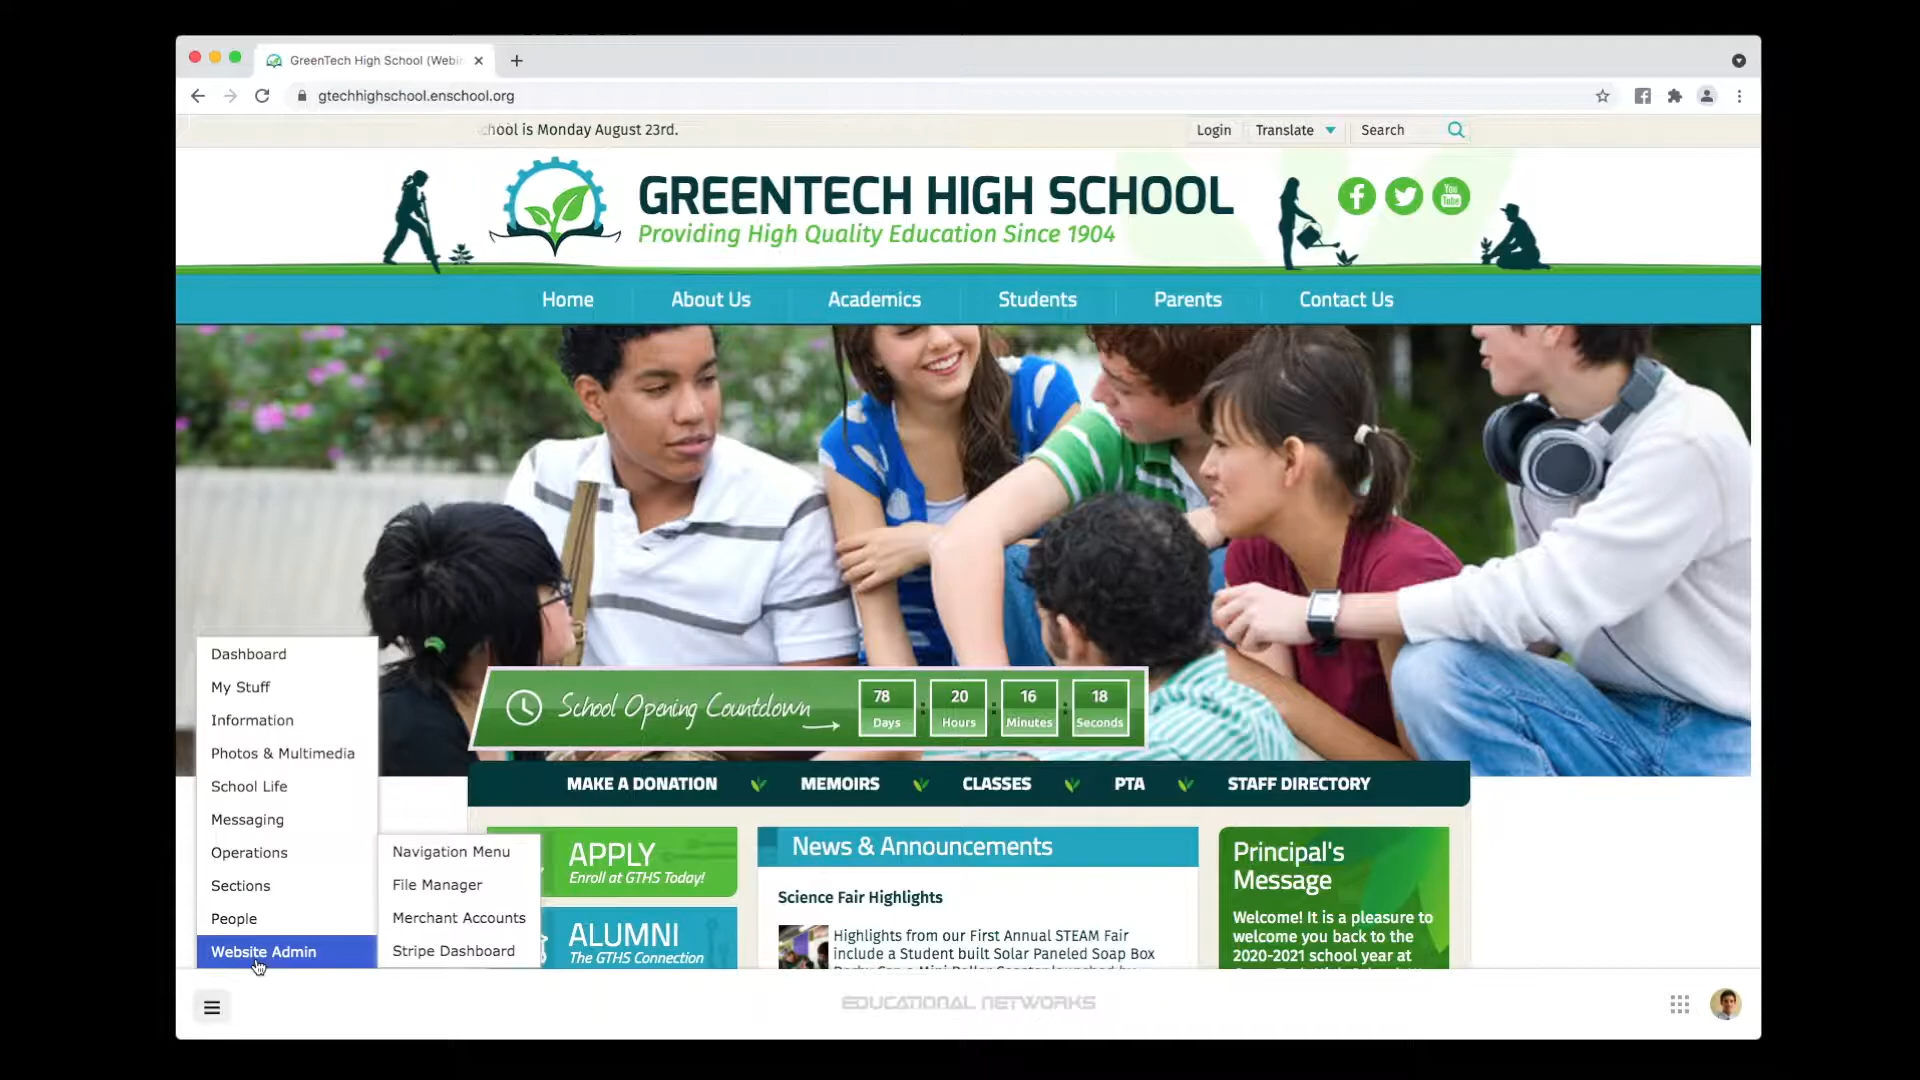 GreenTech High School (Webin
gtechhighschool.enschool.org
chool is Monday August 23rd.
Login
Translate
Search
GREENTECH HIGH SCHOOL
Providing High Quality Education Since 1904
You
Tube
Home
About Us
Academics
Students
Parents
Contact Us
School Opening Countdown
78
Days
:
20
Hours
:
16
Minutes
:
18
Seconds
MAKE A DONATION
MEMOIRS
CLASSES
PTA
STAFF DIRECTORY
Dashboard
My Stuff
Information
Photos & Multimedia
School Life
Messaging
Operations
Sections
People
Website Admin
Navigation Menu
File Manager
Merchant Accounts
Stripe Dashboard
APPLY
Enroll at GTHS Today!
ALUMNI
The GTHS Connection
News & Announcements
Science Fair Highlights
Highlights from our First Annual STEAM Fair
include a Student built Solar Paneled Soap Box
Principal's
Message
Welcome! It is a pleasure to
welcome you back to the
2020-2021 school year at
EDUCATIONAL NETWORKS